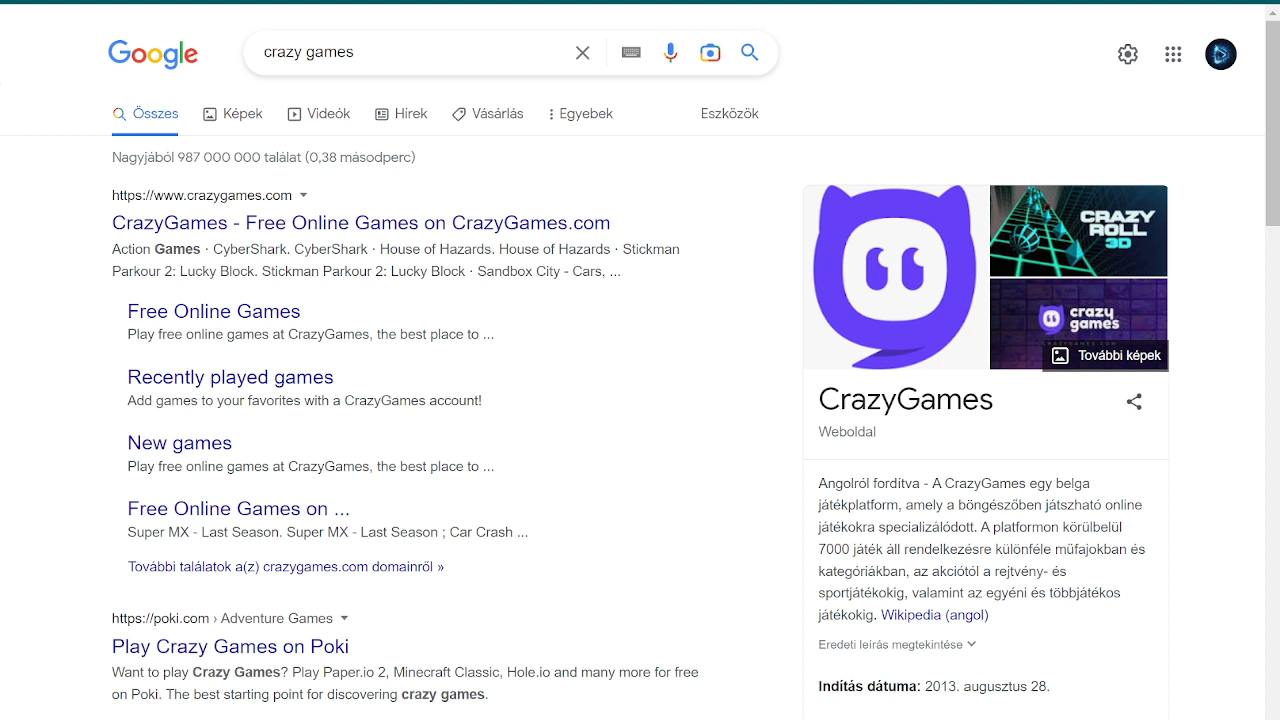 Google
crazy games
Összes
Képek
Videók
Hírek
Vásárlás
Egyebek
Eszközök
Nagyjából 987 000 000 találat (0,38 másodperc)
https://www.crazygames.com
CrazyGames - Free Online Games on CrazyGames.com
Action Games · CyberShark. CyberShark · House of Hazards. House of Hazards · Stickman
Parkour 2: Lucky Block. Stickman Parkour 2: Lucky Block · Sandbox City - Cars, ...
Free Online Games
Play free online games at CrazyGames, the best place to ...
Recently played games
Add games to your favorites with a CrazyGames account!
New games
Play free online games at CrazyGames, the best place to ...
Free Online Games on ...
Super MX - Last Season. Super MX - Last Season ; Car Crash ...
További találatok a(z) crazygames.com domainről »
https://poki.com › Adventure Games
Play Crazy Games on Poki
Want to play Crazy Games? Play Paper.io 2, Minecraft Classic, Hole.io and many more for free
on Poki. The best starting point for discovering crazy games.
CRAZY
ROLL
3D
crazy
games
CRAZYGAMES.COM
További képek
CrazyGames
Weboldal
Angolról fordítva - A CrazyGames egy belga
játékplatform, amely a böngészőben játszható online
játékokra specializálódott. A platformon körülbelül
7000 játék áll rendelkezésre különféle műfajokban és
kategóriákban, az akciótól a rejtvény- és
sportjátékokig, valamint az egyéni és többjátékos
játékokig. Wikipedia (angol)
Eredeti leírás megtekintése
Indítás dátuma: 2013. augusztus 28.